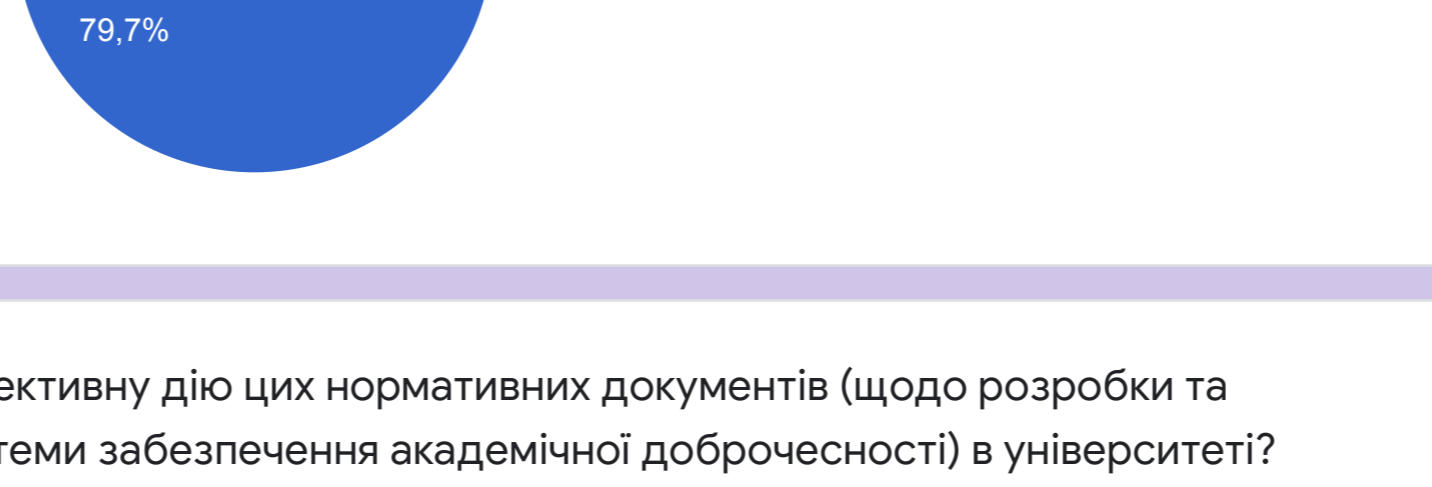 79,7%
ективну дію цих нормативних документів (щодо розробки та
теми забезпечення академічної доброчесності) в університеті?